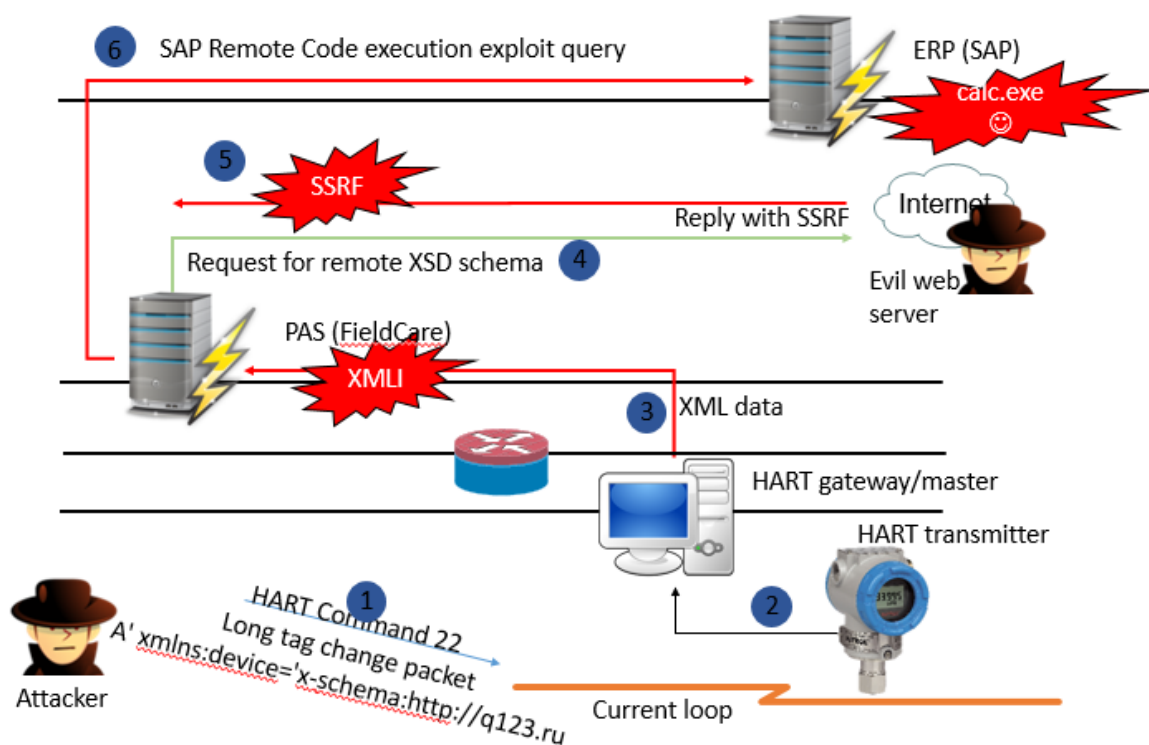 6
SAP Remote Code execution exploit query
ERP (SAP)
calc.exe
☺
5
SSRF
Internet
Reply with SSRF
Request for remote XSD schema
4
Evil web
server
PAS (FieldCare)
XMLI
3
XML data
HART gateway/master
HART transmitter
1
2
HART Command 22
Long tag change packet
A' xmlns:device='x-schema:http://q123.ru
Attacker
Current loop